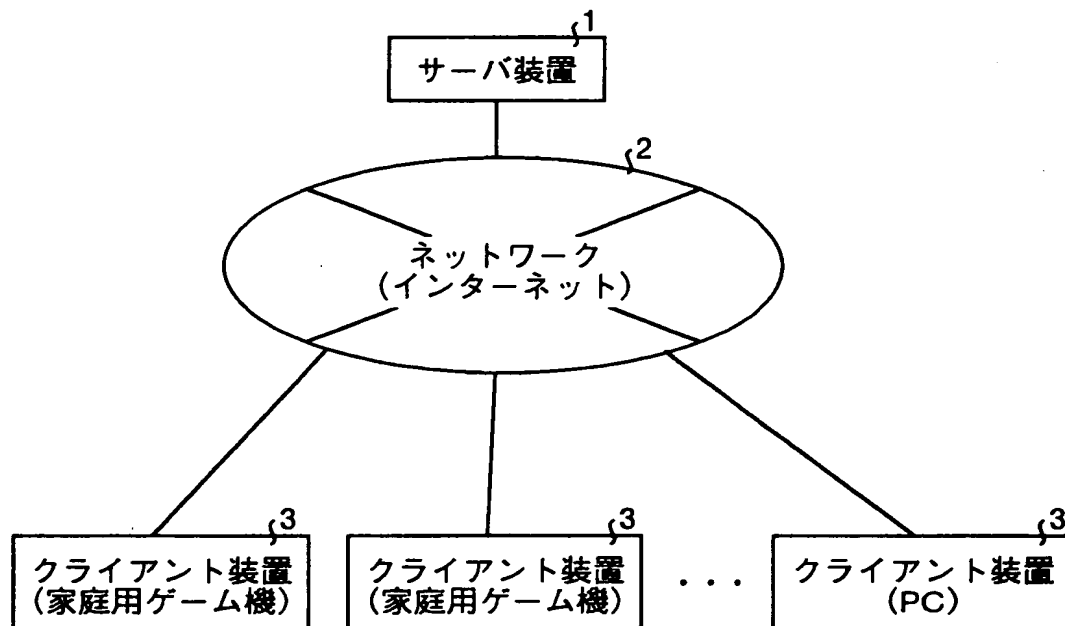 1
サーバ装置
2
ネットワーク
(インターネット)
3
クライアント装置
(家庭用ゲーム機)
3
クライアント装置
(家庭用ゲーム機)
・・・
3
クライアント装置
(PC)